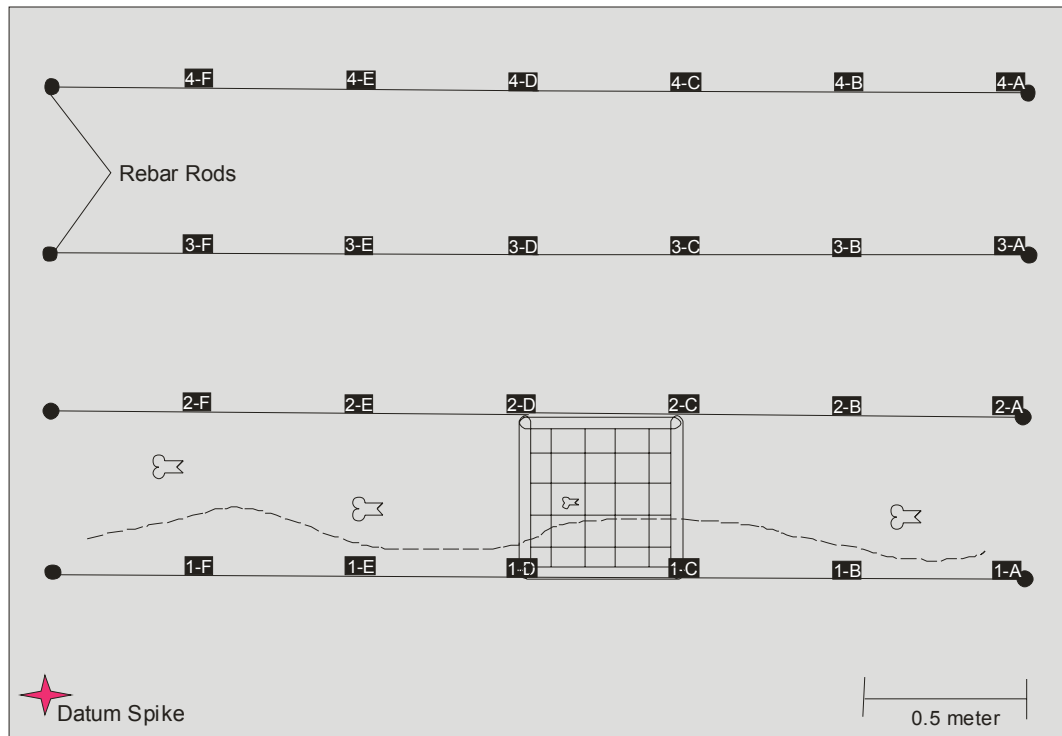 4-F 4-E 4-D 4-C 4-B 4-A
Rebar Rods
3-F 3-E 3-D 3-C 3-B 3-A
2-F 2-E 2-D 2-C 2-B 2-A
1-F 1-E 1-D 1-C 1-B 1-A
Datum Spike
0.5 meter